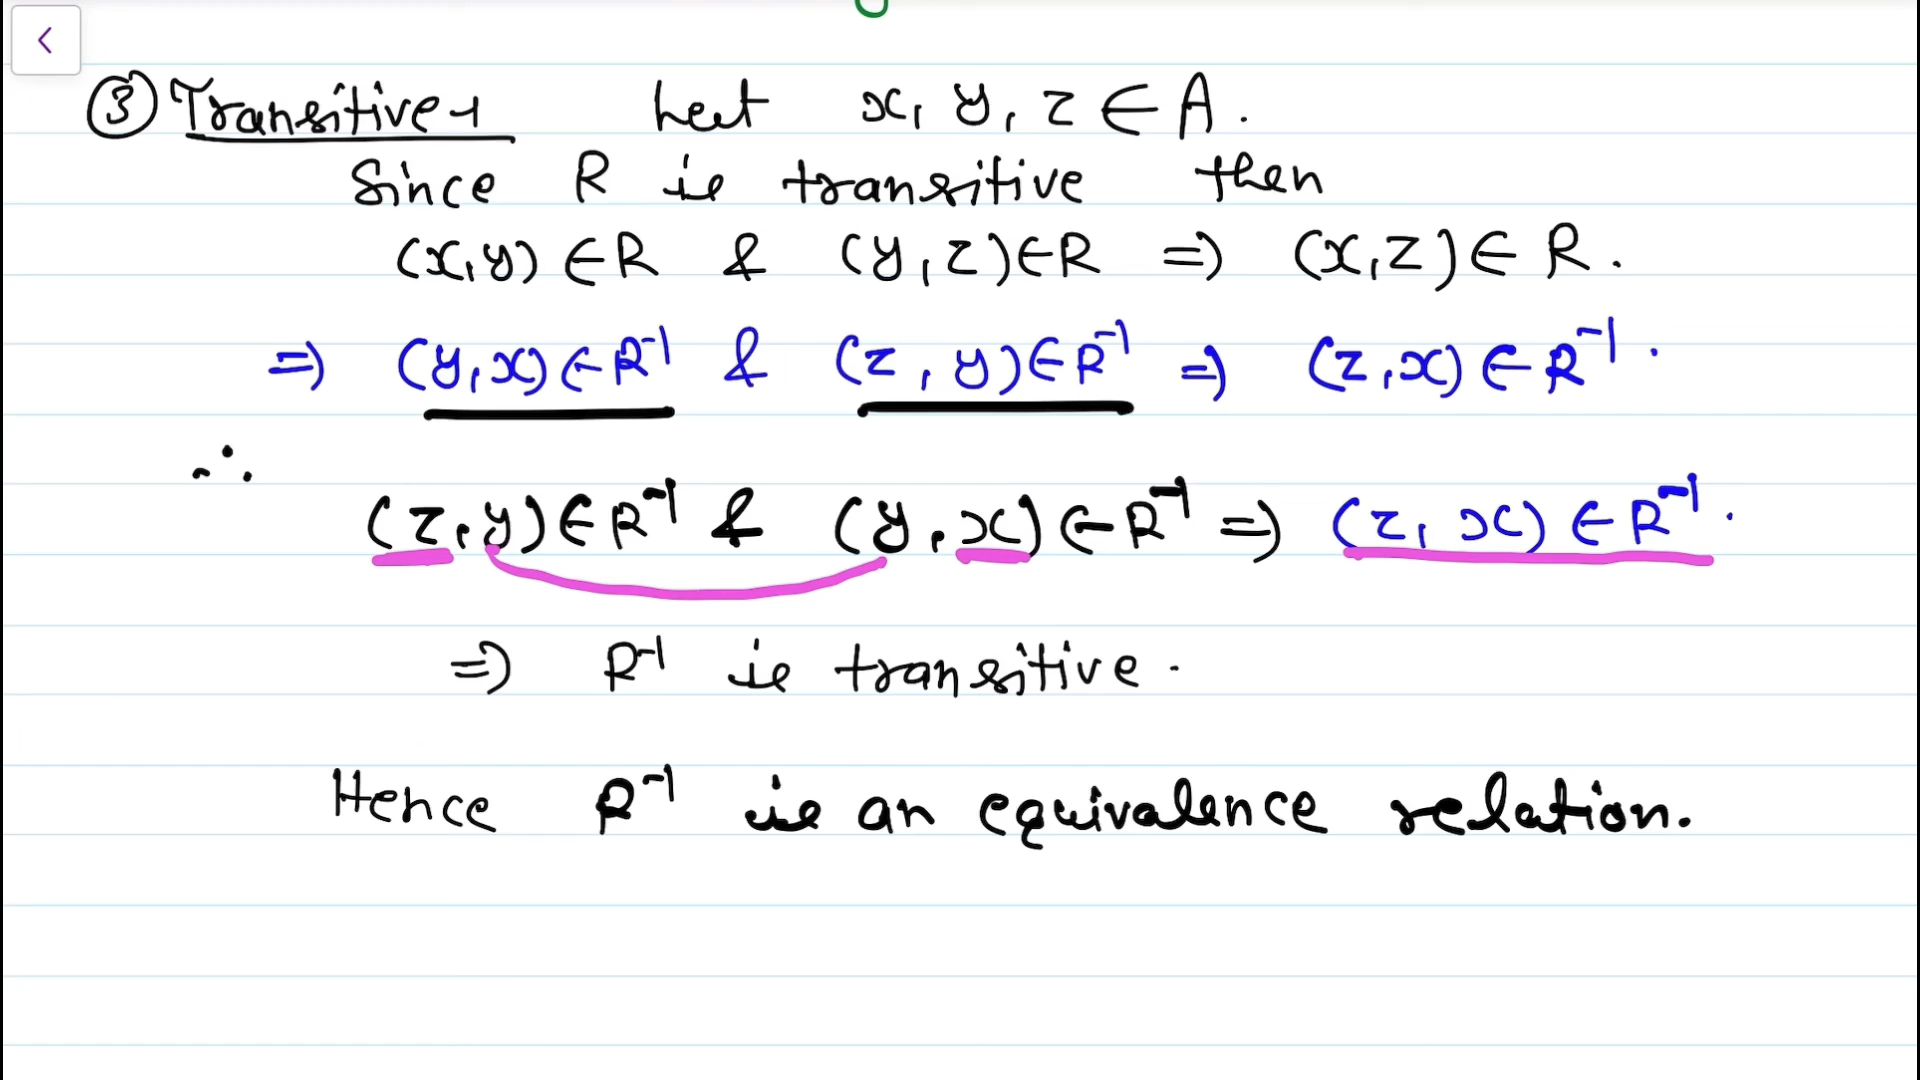 ③ Transitive :- Let x, y, z ∈ A.
Since R is transitive then
(x,y) ∈ R & (y,z) ∈ R ⇒ (x,z) ∈ R.
⇒ (y,x) ∈ R⁻¹ & (z,y) ∈ R⁻¹ ⇒ (z,x) ∈ R⁻¹.
∴
(z,y) ∈ R⁻¹ & (y,x) ∈ R⁻¹ ⇒ (z,x) ∈ R⁻¹.
⇒ R⁻¹ is transitive.
Hence R⁻¹ is an equivalence relation.